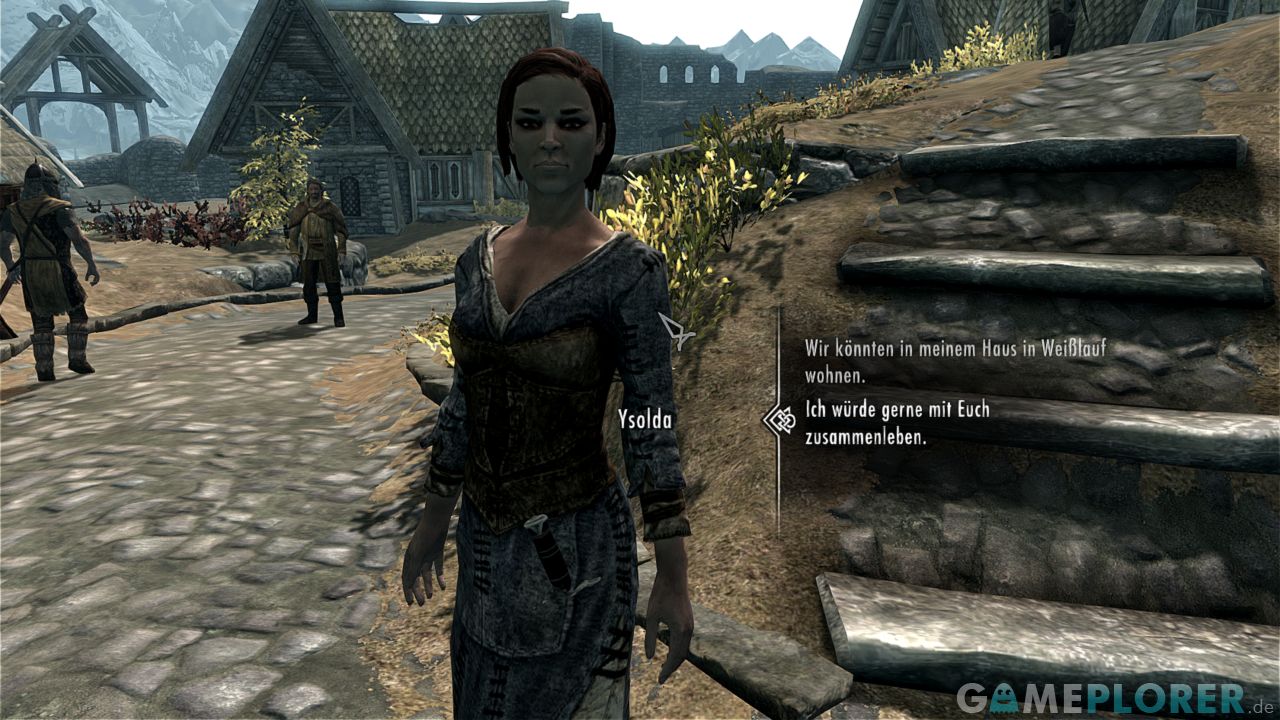 Wir könnten in meinem Haus in Weißlauf
wohnen.
Ysolda
Ich würde gerne mit Euch
zusammenleben.
GAMEPLORER.de